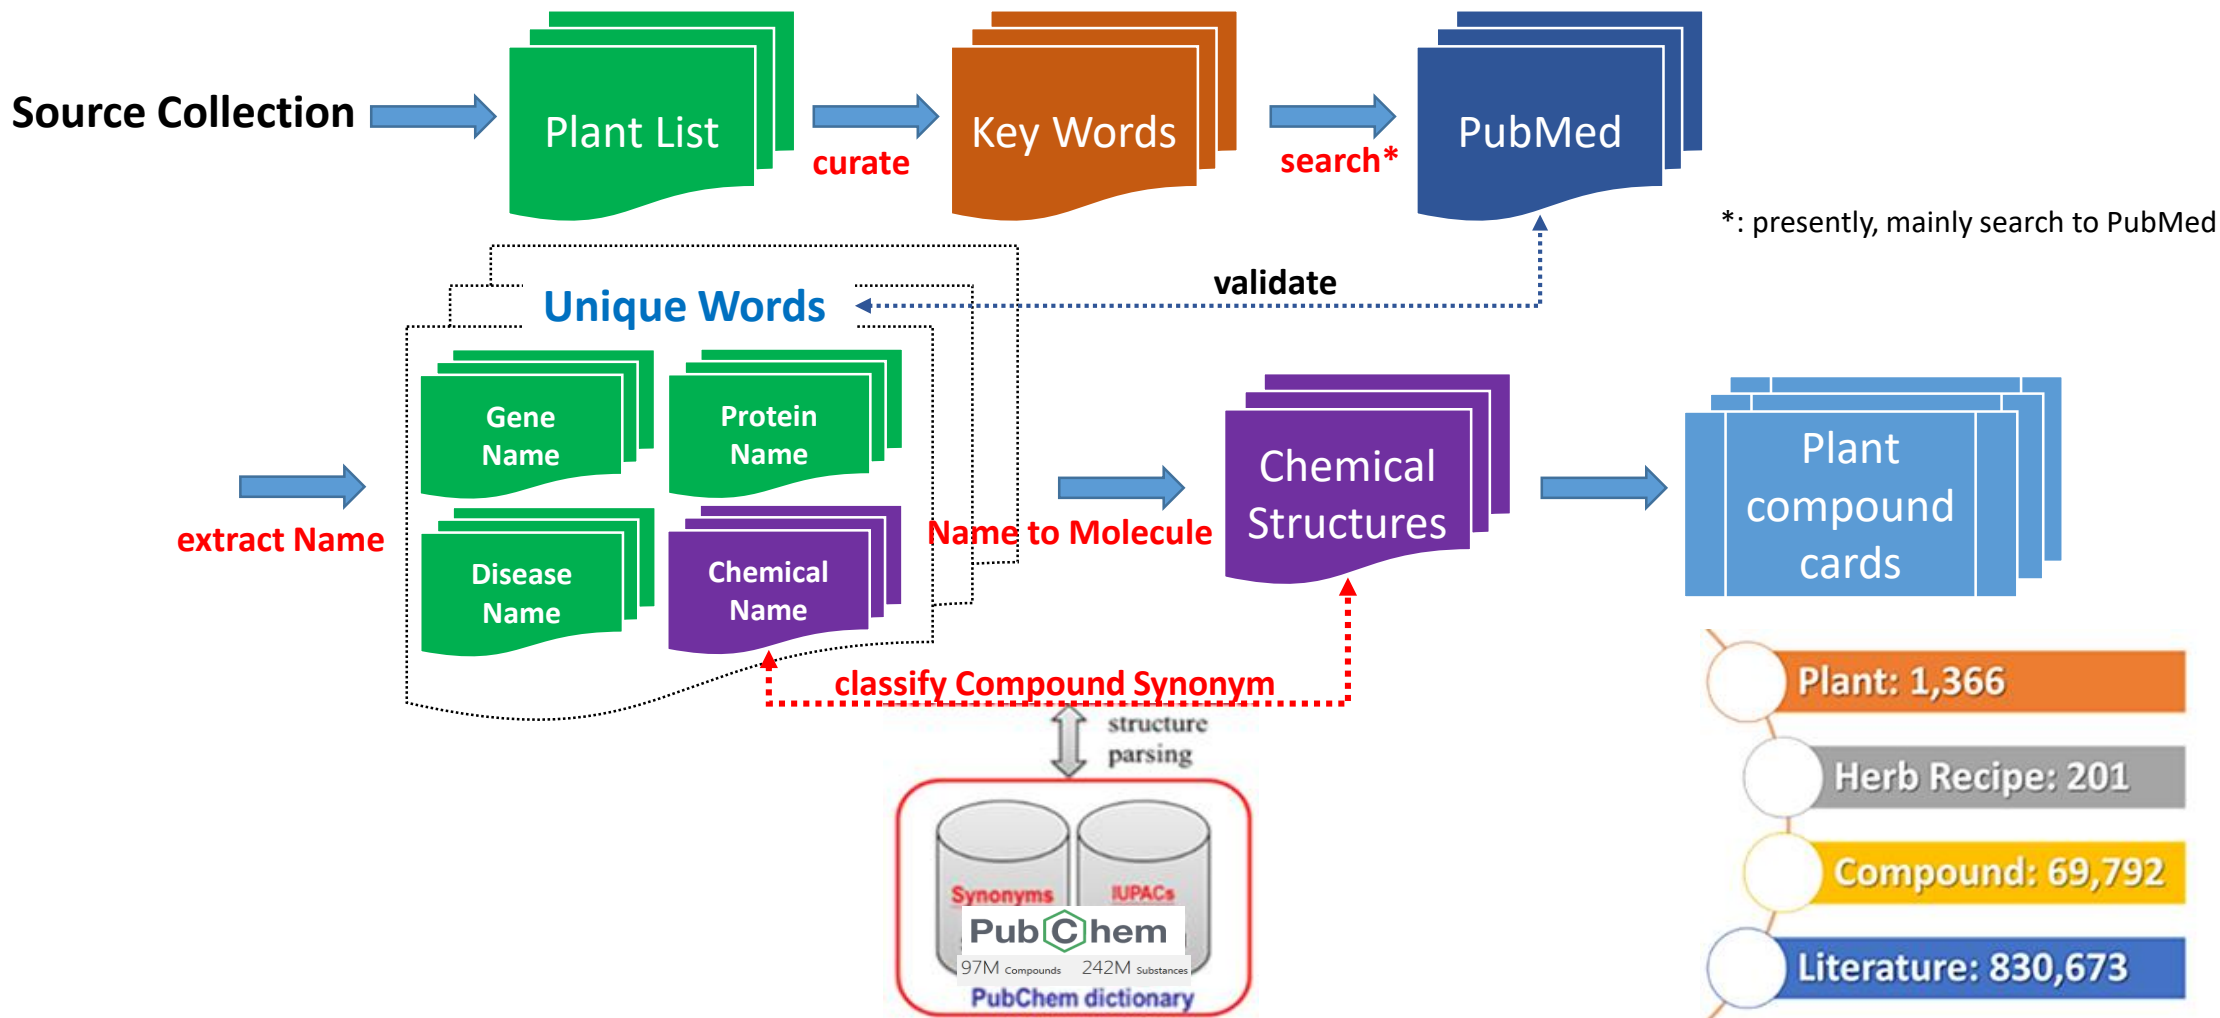 Source Collection
Plant List
curate
Key Words
search*
PubMed
*: presently, mainly search to PubMed
validate
Unique Words
Gene
Name
Protein
Name
Disease
Name
Chemical
Name
extract Name
Name to Molecule
Chemical
Structures
Plant
compound
cards
classify Compound Synonym
structure
parsing
Synonyms
IUPACs
PubChem
97M Compounds 242M Substances
PubChem dictionary
Plant: 1,366
Herb Recipe: 201
Compound: 69,792
Literature: 830,673